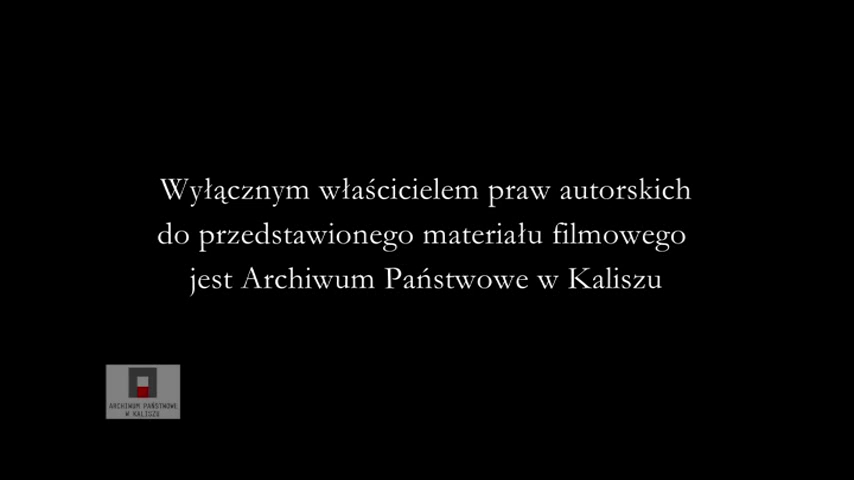 Wyłącznym właścicielem praw autorskich
do przedstawionego materiału filmowego
jest Archiwum Państwowe w Kaliszu
ARCHIWUM PAŃSTWOWE
W KALISZU